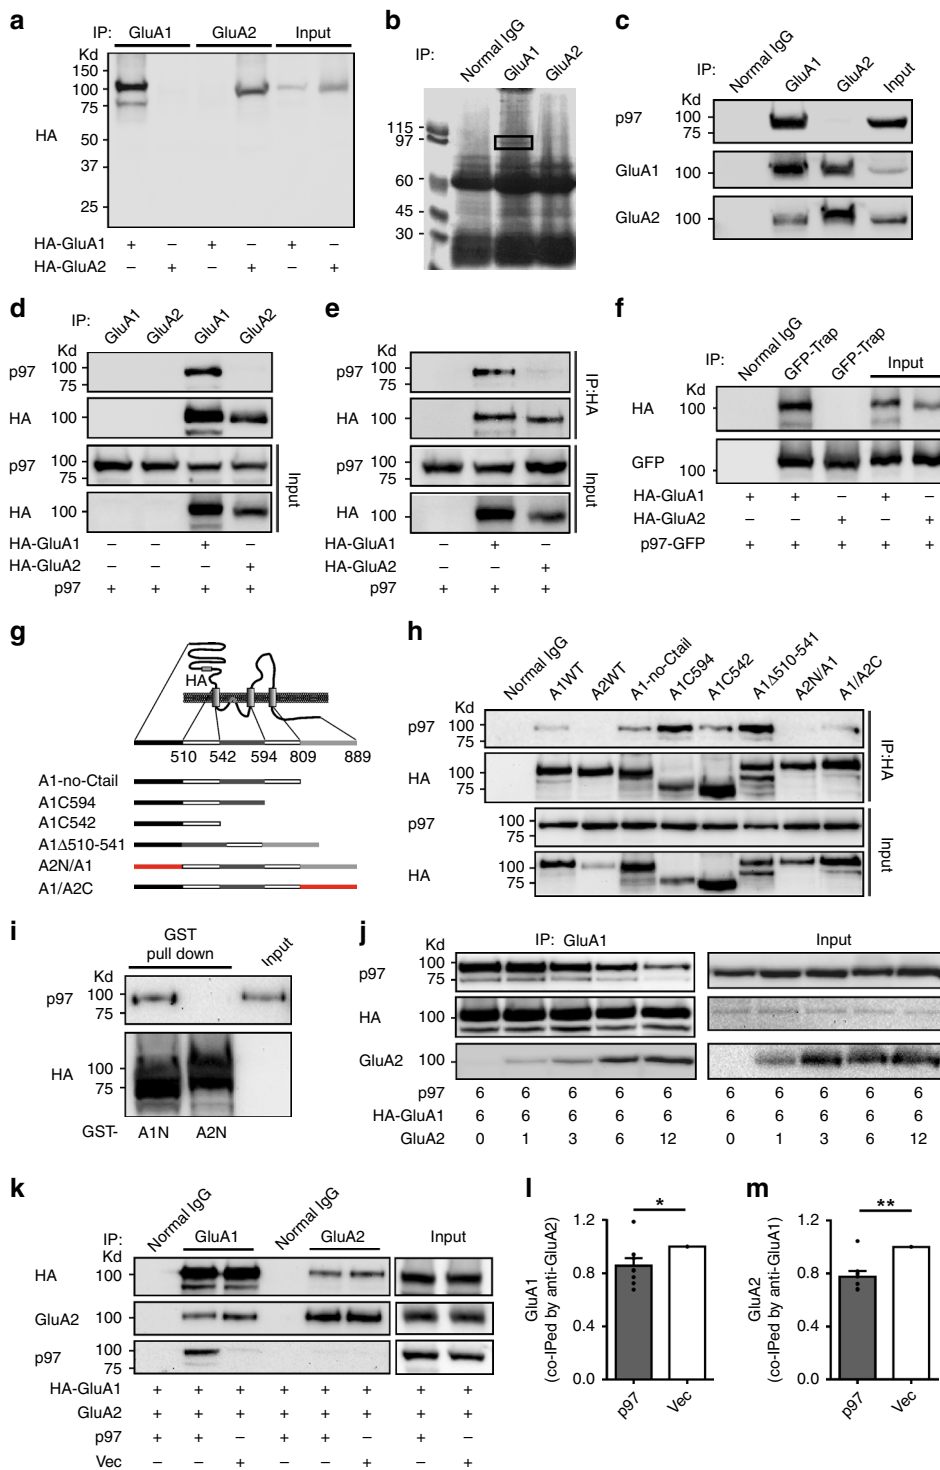 a
IP: GluA1 GluA2 Input
Kd
150
100
75
50
37
25
HA
HA-GluA1 + – + – + –
HA-GluA2 – + – + – +
b
IP: Normal IgG GluA1 GluA2
115
97
60
45
30
c
IP: Normal IgG GluA1 GluA2 Input
Kd
p97 100
75
GluA1 100
GluA2 100
d
IP: GluA1 GluA2 GluA1 GluA2
Kd
p97 100
75
HA 100
p97 100
75
HA 100
Input
HA-GluA1 – – + –
HA-GluA2 – – – +
p97 + + + +
e
Kd
p97 100
75
HA 100
IP:HA
p97 100
75
HA 100
Input
HA-GluA1 – + –
HA-GluA2 – – +
p97 + + +
f
IP: Normal IgG GFP-Trap GFP-Trap Input
Kd
HA 100
GFP 100
HA-GluA1 + + – + –
HA-GluA2 – – + – +
p97-GFP + + + + +
g
HA
510 542 594 809 889
A1-no-Ctail
A1C594
A1C542
A1Δ510-541
A2N/A1
A1/A2C
h
Normal IgG A1WT A2WT A1-no-Ctail A1C594 A1C542 A1Δ510-541 A2N/A1 A1/A2C
Kd
p97 100
75
HA 100
75
IP:HA
p97 100
75
HA 100
75
Input
i
GST
pull down Input
Kd
p97 100
75
HA 100
75
GST- A1N A2N
j
IP: GluA1 Input
Kd
p97 100
75
HA 100
GluA2 100
p97 6 6 6 6 6 6 6 6 6 6
HA-GluA1 6 6 6 6 6 6 6 6 6 6
GluA2 0 1 3 6 12 0 1 3 6 12
k
IP: Normal IgG GluA1 Normal IgG GluA2 Input
Kd
HA 100
GluA2 100
p97 100
75
HA-GluA1 + + + + + + + +
GluA2 + + + + + + + +
p97 + + – + + – + –
Vec – – + – – + – +
l
GluA1
(co-IPed by anti-GluA2)
1.2
0.8
0.4
0.0
*
p97 Vec
m
GluA2
(co-IPed by anti-GluA1)
1.2
0.8
0.4
0.0
**
p97 Vec